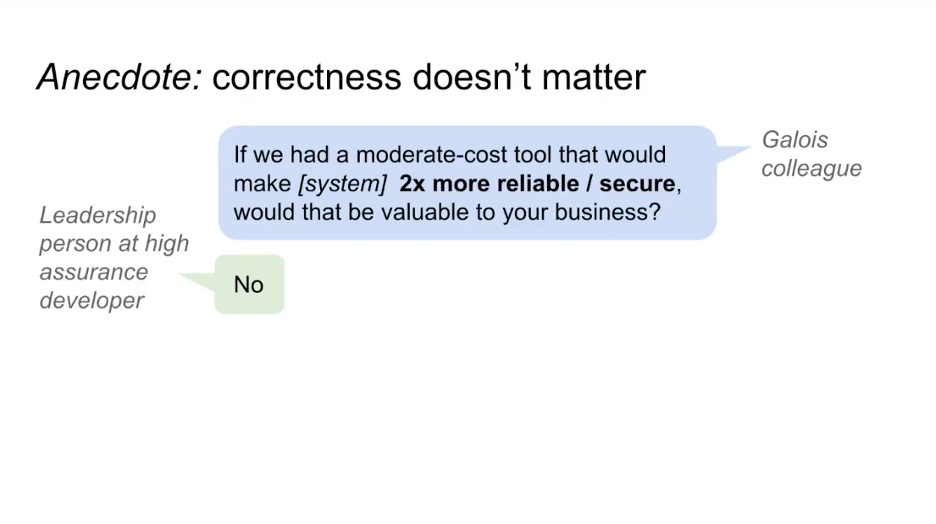 Anecdote: correctness doesn't matter
If we had a moderate-cost tool that would
make [system] 2x more reliable / secure,
would that be valuable to your business?
Galois
colleague
Leadership
person at high
assurance
developer
No